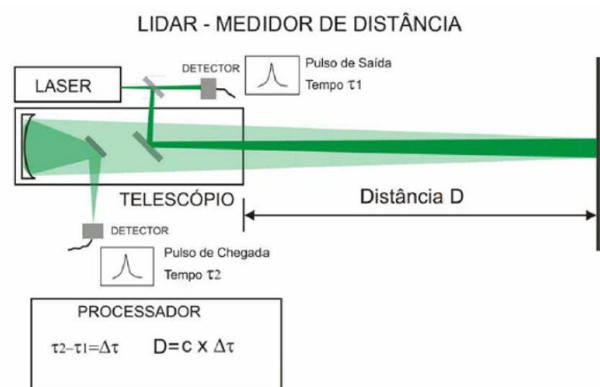 LIDAR - MEDIDOR DE DISTÂNCIA
LASER
DETECTOR
Pulso de Saída
Tempo τ1
TELESCÓPIO
Distância D
DETECTOR
Pulso de Chegada
Tempo τ2
PROCESSADOR
τ2–τ1=Δτ D=c x Δτ